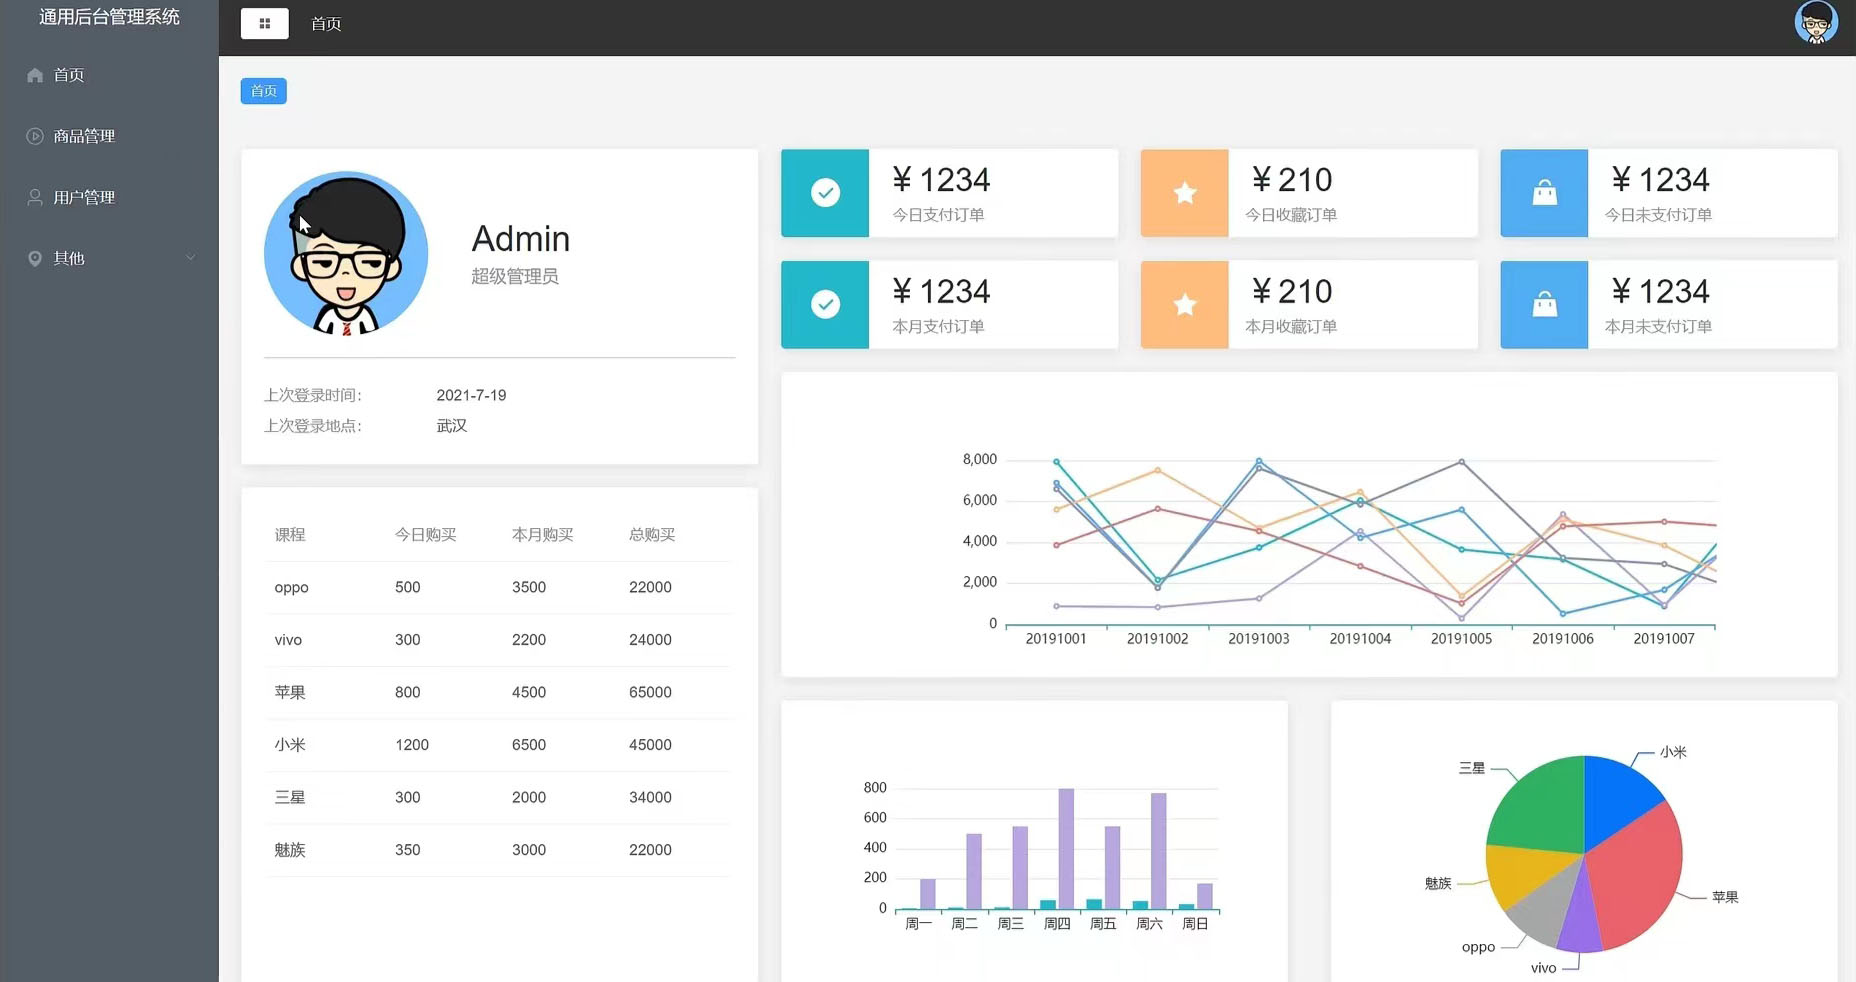 通用后台管理系统
首页
首页
商品管理
用户管理
其他
首页
Admin
超级管理员
上次登录时间： 2021-7-19
上次登录地点： 武汉
¥ 1234
今日支付订单
¥ 210
今日收藏订单
¥ 1234
今日未支付订单
¥ 1234
本月支付订单
¥ 210
本月收藏订单
¥ 1234
本月未支付订单
课程 今日购买 本月购买 总购买
oppo 500 3500 22000
vivo 300 2200 24000
苹果 800 4500 65000
小米 1200 6500 45000
三星 300 2000 34000
魅族 350 3000 22000
8,000
6,000
4,000
2,000
0
20191001 20191002 20191003 20191004 20191005 20191006 20191007
800
600
400
200
0
周一 周二 周三 周四 周五 周六 周日
小米
三星
魅族
苹果
oppo
vivo